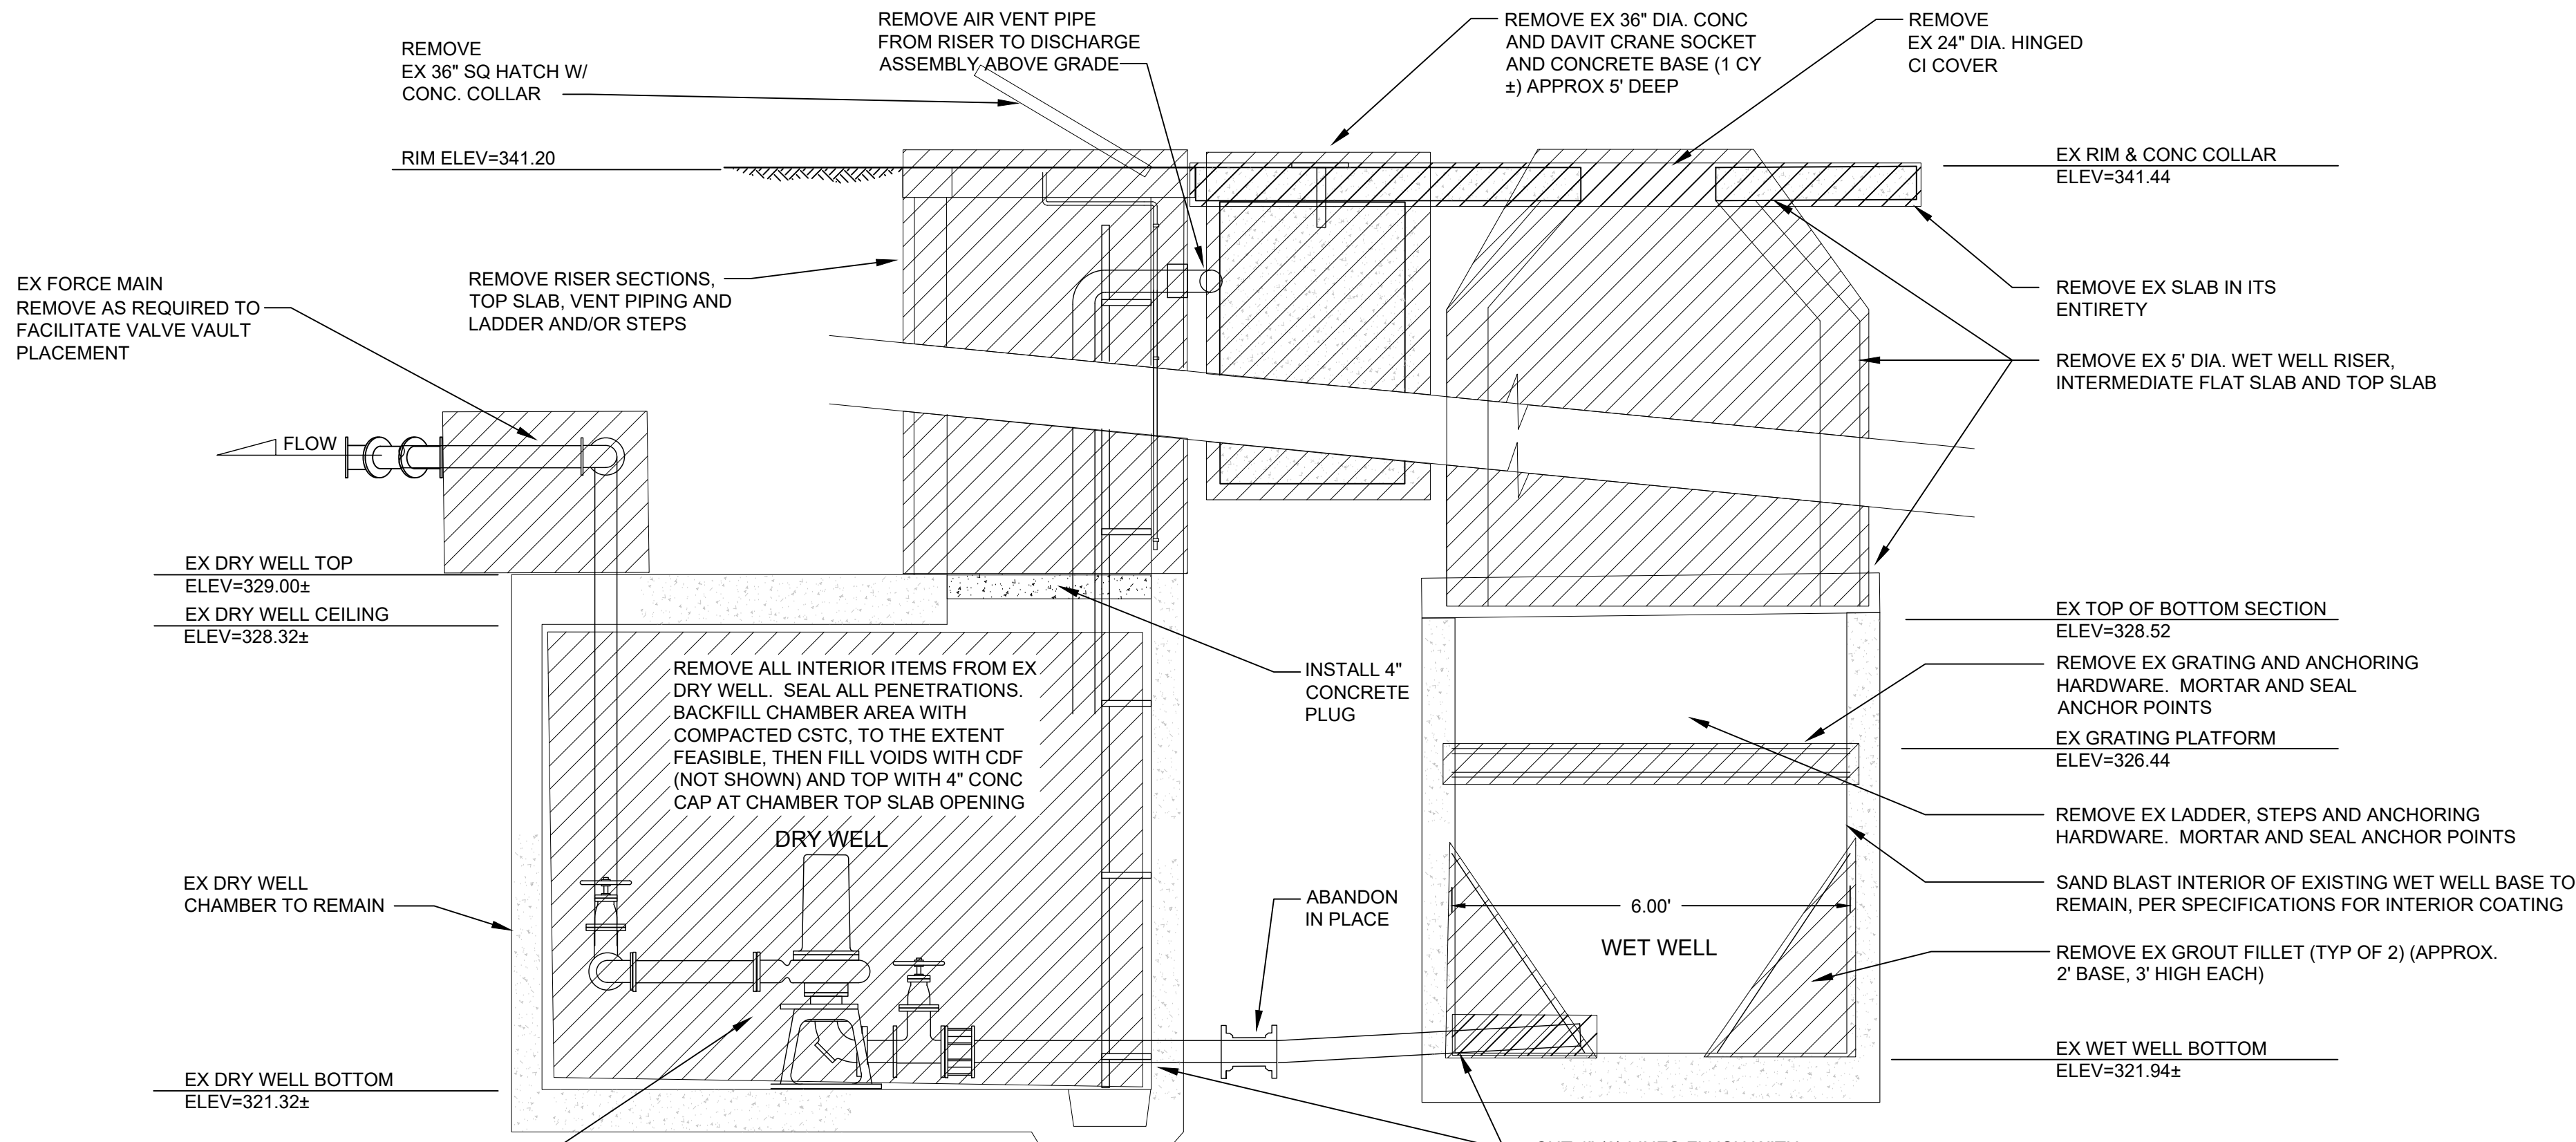 REMOVE
EX 36" SQ HATCH W/
CONC. COLLAR
REMOVE AIR VENT PIPE
FROM RISER TO DISCHARGE
ASSEMBLY ABOVE GRADE
REMOVE EX 36" DIA. CONC
AND DAVIT CRANE SOCKET
AND CONCRETE BASE (1 CY
±) APPROX 5' DEEP
REMOVE
EX 24" DIA. HINGED
CI COVER
RIM ELEV=341.20
EX RIM & CONC COLLAR
ELEV=341.44
EX FORCE MAIN
REMOVE AS REQUIRED TO
FACILITATE VALVE VAULT
PLACEMENT
REMOVE RISER SECTIONS,
TOP SLAB, VENT PIPING AND
LADDER AND/OR STEPS
REMOVE EX SLAB IN ITS
ENTIRETY
REMOVE EX 5' DIA. WET WELL RISER,
INTERMEDIATE FLAT SLAB AND TOP SLAB
FLOW
EX DRY WELL TOP
ELEV=329.00±
EX DRY WELL CEILING
ELEV=328.32±
EX TOP OF BOTTOM SECTION
ELEV=328.52
REMOVE ALL INTERIOR ITEMS FROM EX
DRY WELL. SEAL ALL PENETRATIONS.
BACKFILL CHAMBER AREA WITH
COMPACTED CSTC, TO THE EXTENT
FEASIBLE, THEN FILL VOIDS WITH CDF
(NOT SHOWN) AND TOP WITH 4" CONC
CAP AT CHAMBER TOP SLAB OPENING
DRY WELL
INSTALL 4"
CONCRETE
PLUG
REMOVE EX GRATING AND ANCHORING
HARDWARE. MORTAR AND SEAL
ANCHOR POINTS
EX GRATING PLATFORM
ELEV=326.44
REMOVE EX LADDER, STEPS AND ANCHORING
HARDWARE. MORTAR AND SEAL ANCHOR POINTS
EX DRY WELL
CHAMBER TO REMAIN
ABANDON
IN PLACE
6.00'
WET WELL
SAND BLAST INTERIOR OF EXISTING WET WELL BASE TO
REMAIN, PER SPECIFICATIONS FOR INTERIOR COATING
REMOVE EX GROUT FILLET (TYP OF 2) (APPROX.
2' BASE, 3' HIGH EACH)
EX DRY WELL BOTTOM
ELEV=321.32±
EX WET WELL BOTTOM
ELEV=321.94±